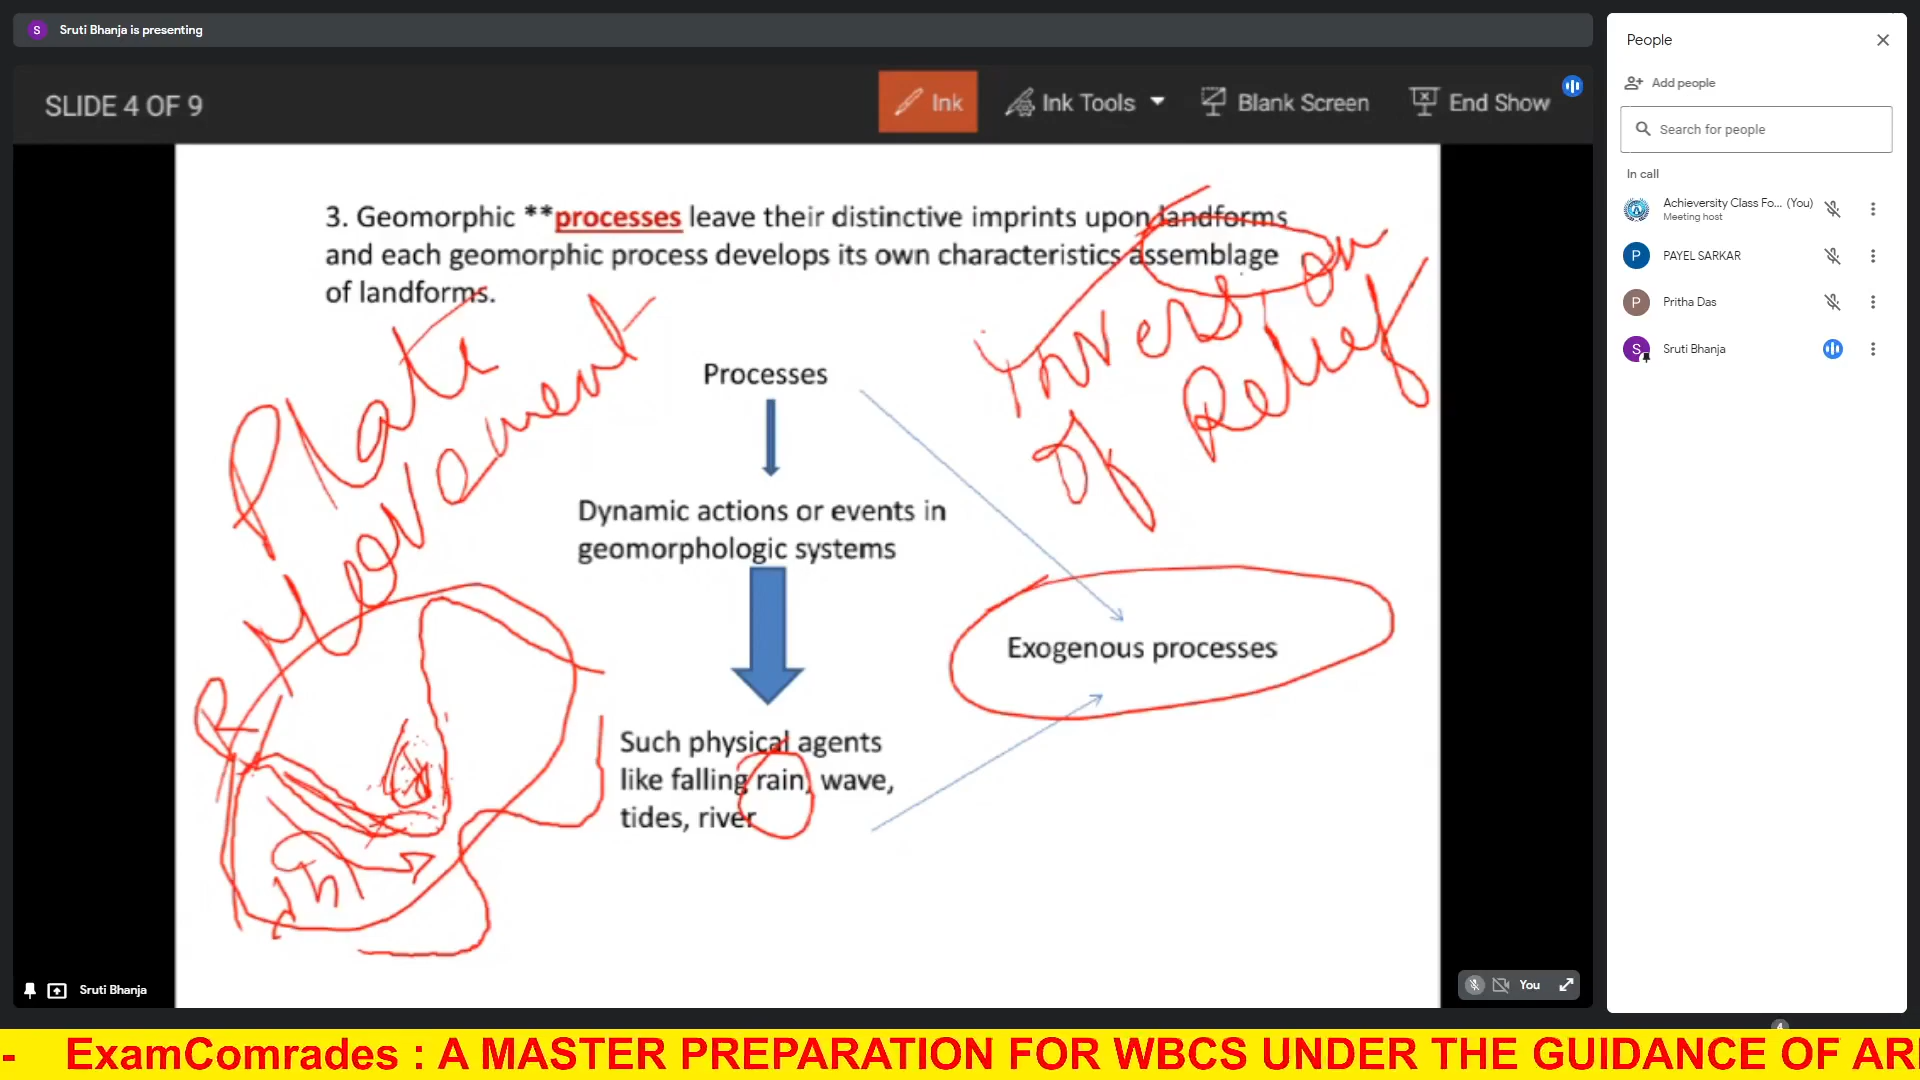 S Sruti Bhanja is presenting
SLIDE 4 OF 9
Ink
Ink Tools
Blank Screen
End Show
3. Geomorphic **processes leave their distinctive imprints upon landforms
and each geomorphic process develops its own characteristics assemblage
of landforms.
Plate
Movement
Inversion
of Relief
Processes
Dynamic actions or events in
geomorphologic systems
Exogenous processes
Such physical agents
like falling rain, wave,
tides, river
Sruti Bhanja
You
People
Add people
Search for people
In call
Achieversity Class Fo... (You)
Meeting host
P PAYEL SARKAR
P Pritha Das
S Sruti Bhanja
4
- ExamComrades : A MASTER PREPARATION FOR WBCS UNDER THE GUIDANCE OF